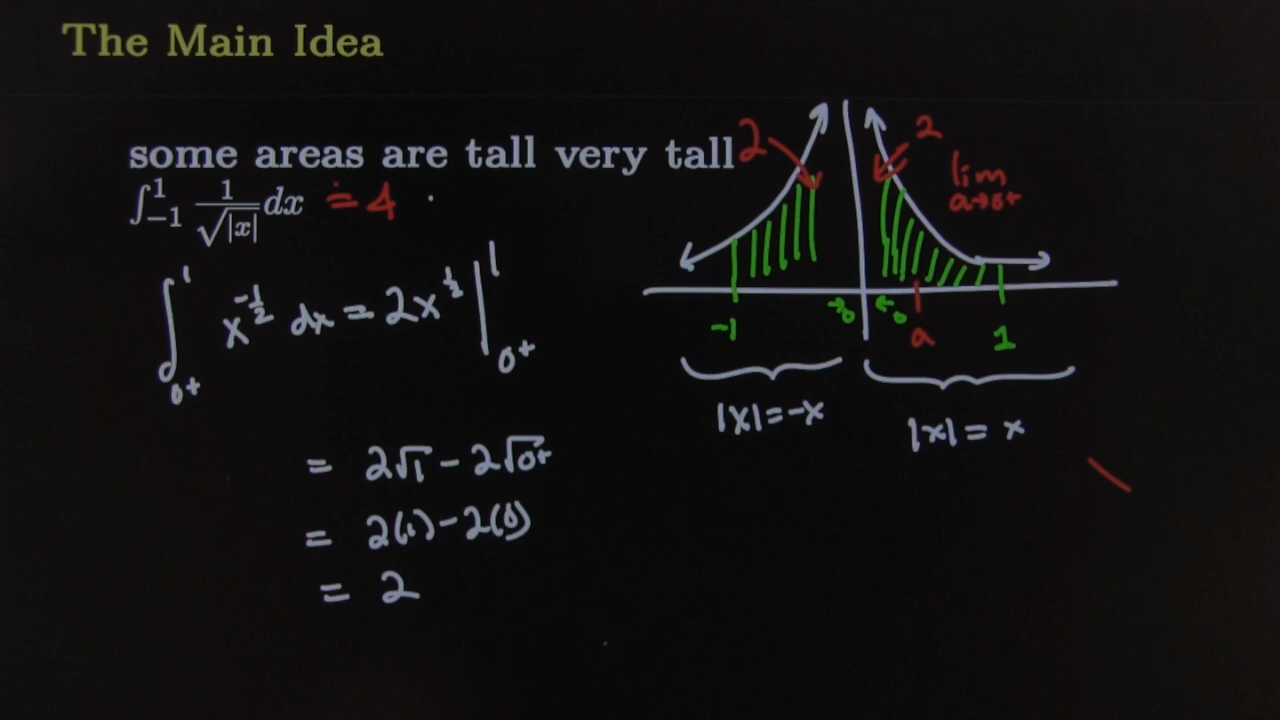 The Main Idea
some areas are tall very tall
∫_{-1}^{1} 1/√|x| dx ≐ 4
2
2
lim
a→0+
∫_{0+}^{1} x^{-1/2} dx = 2x^{1/2} |_{0+}^{1}
-1 →0 ←0 a 1
|x|=-x
|x|= x
= 2√1 - 2√0+
= 2(1)-2(0)
= 2